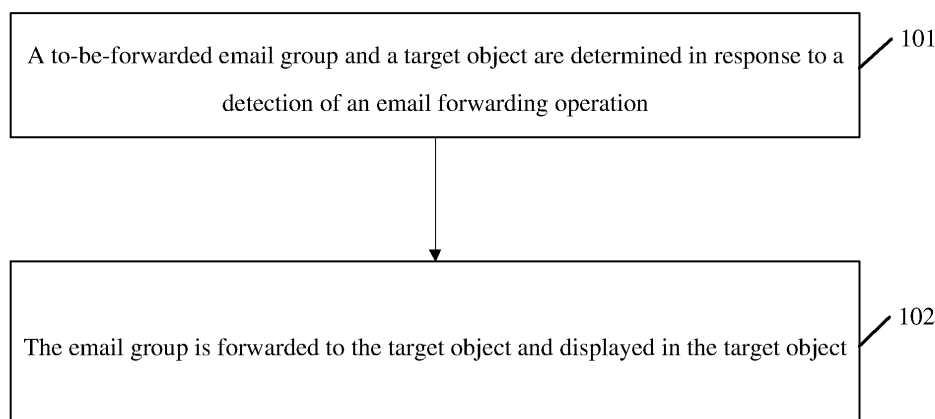 101
A to-be-forwarded email group and a target object are determined in response to a
detection of an email forwarding operation
102
The email group is forwarded to the target object and displayed in the target object